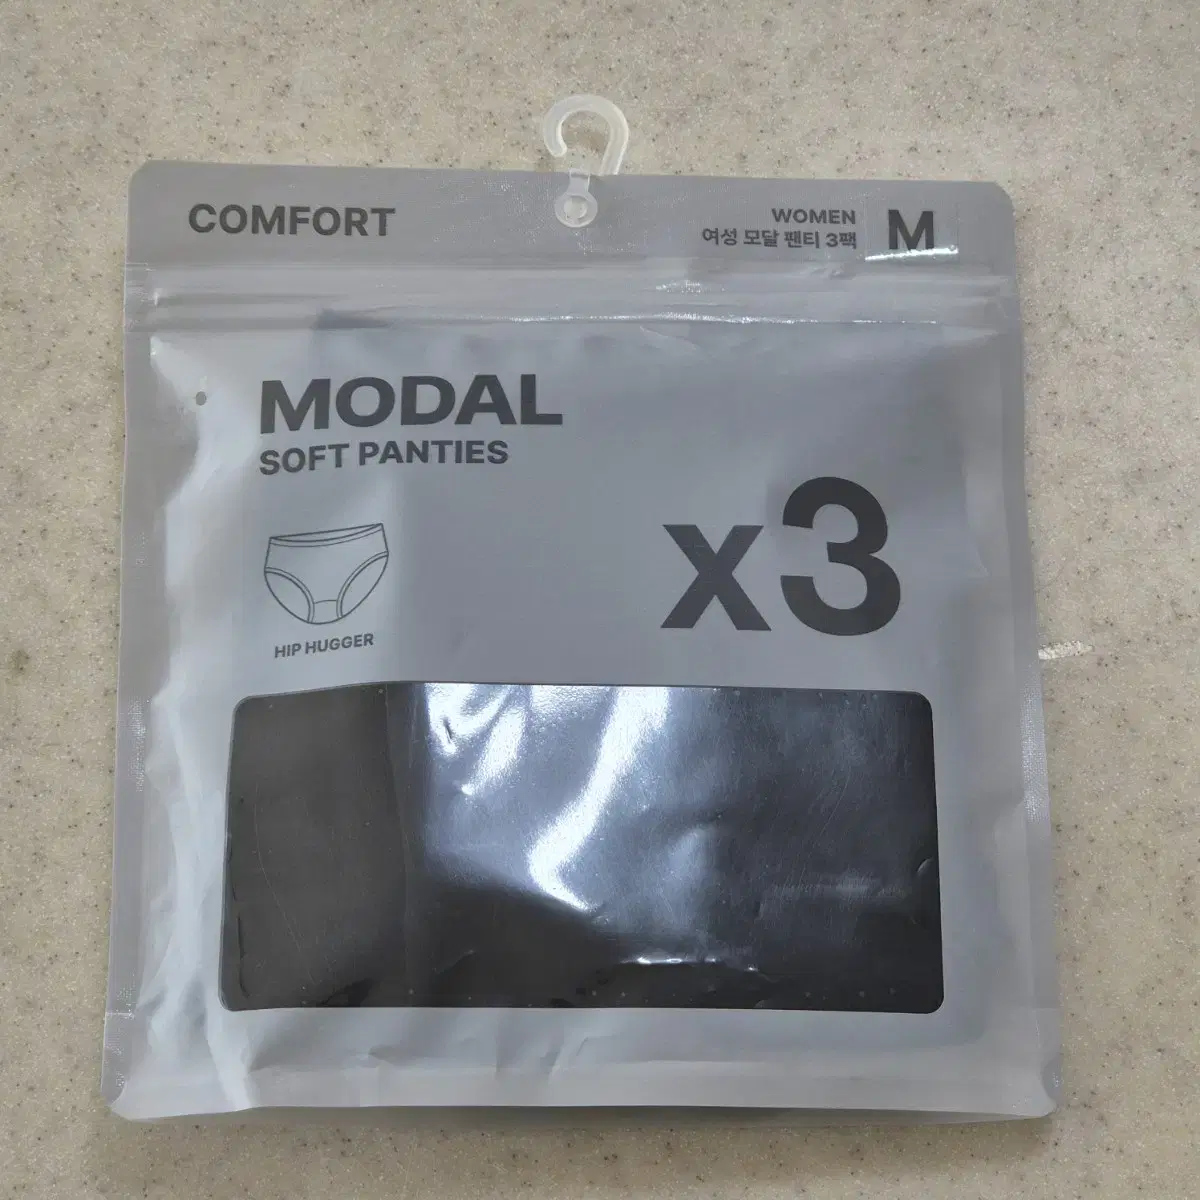 COMFORT
WOMEN
여성 모달 팬티 3팩
M
MODAL
SOFT PANTIES
x3
HIP HUGGER